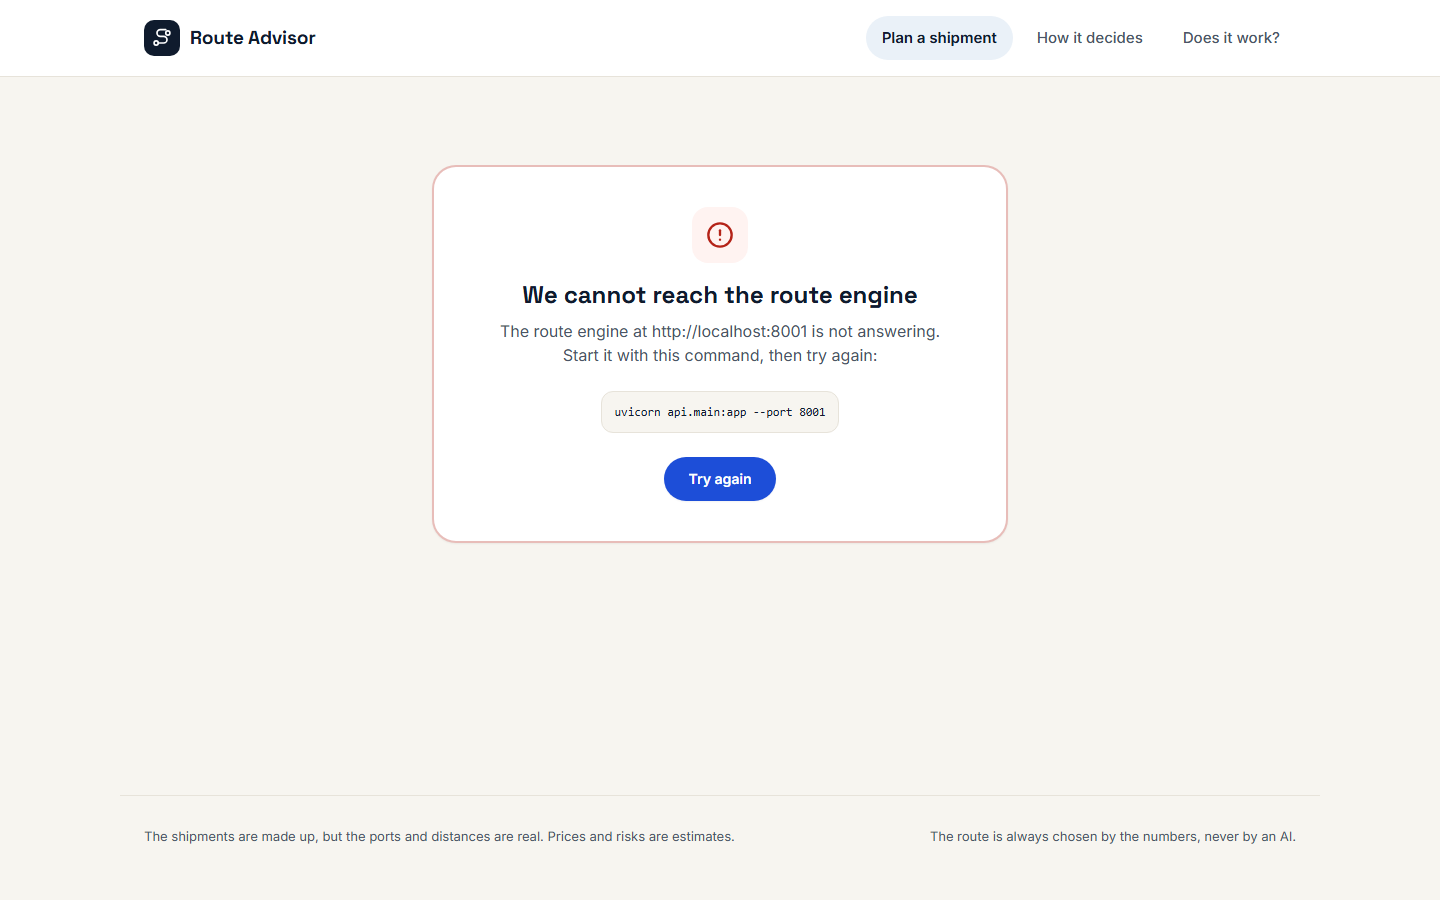 Route Advisor
Plan a shipment
How it decides
Does it work?
We cannot reach the route engine
The route engine at http://localhost:8001 is not answering.
Start it with this command, then try again:
uvicorn api.main:app --port 8001
Try again
The shipments are made up, but the ports and distances are real. Prices and risks are estimates.
The route is always chosen by the numbers, never by an AI.